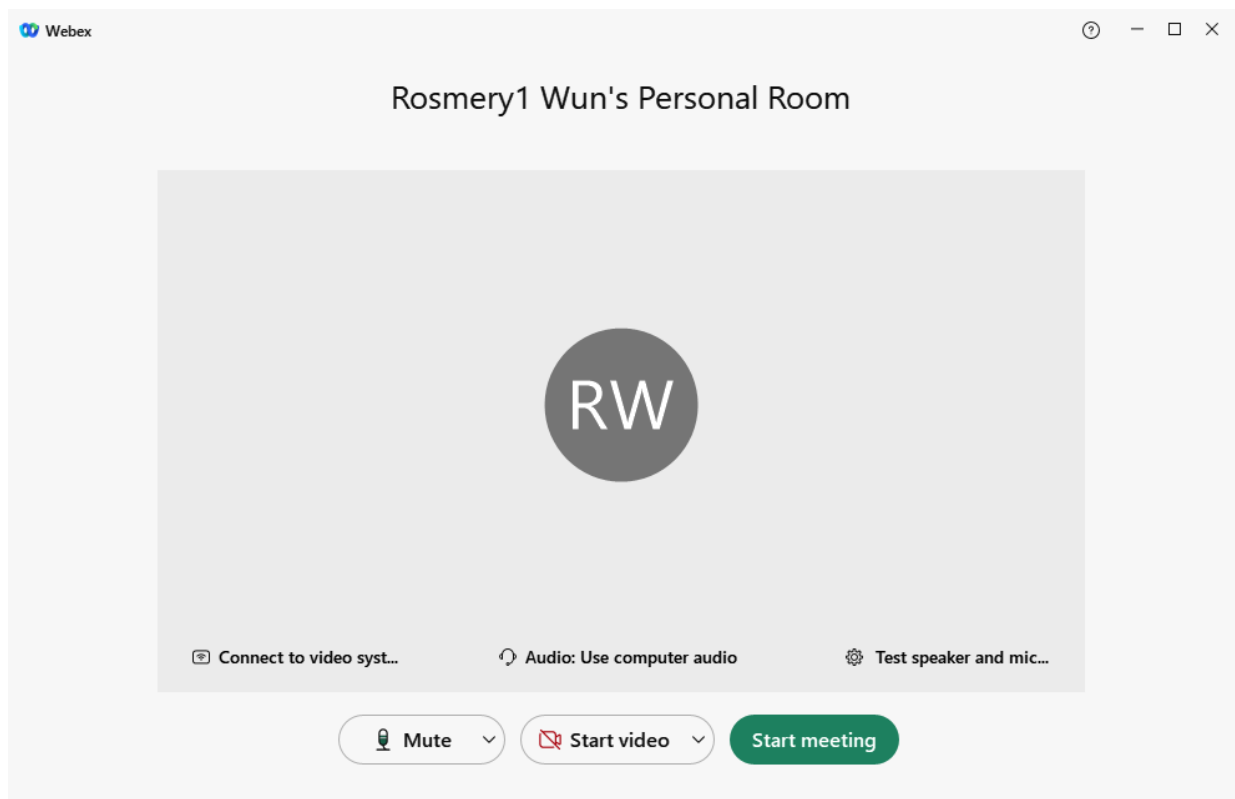 Webex
Rosmery1 Wun's Personal Room
RW
Connect to video syst... Audio: Use computer audio Test speaker and mic...
Mute Start video Start meeting